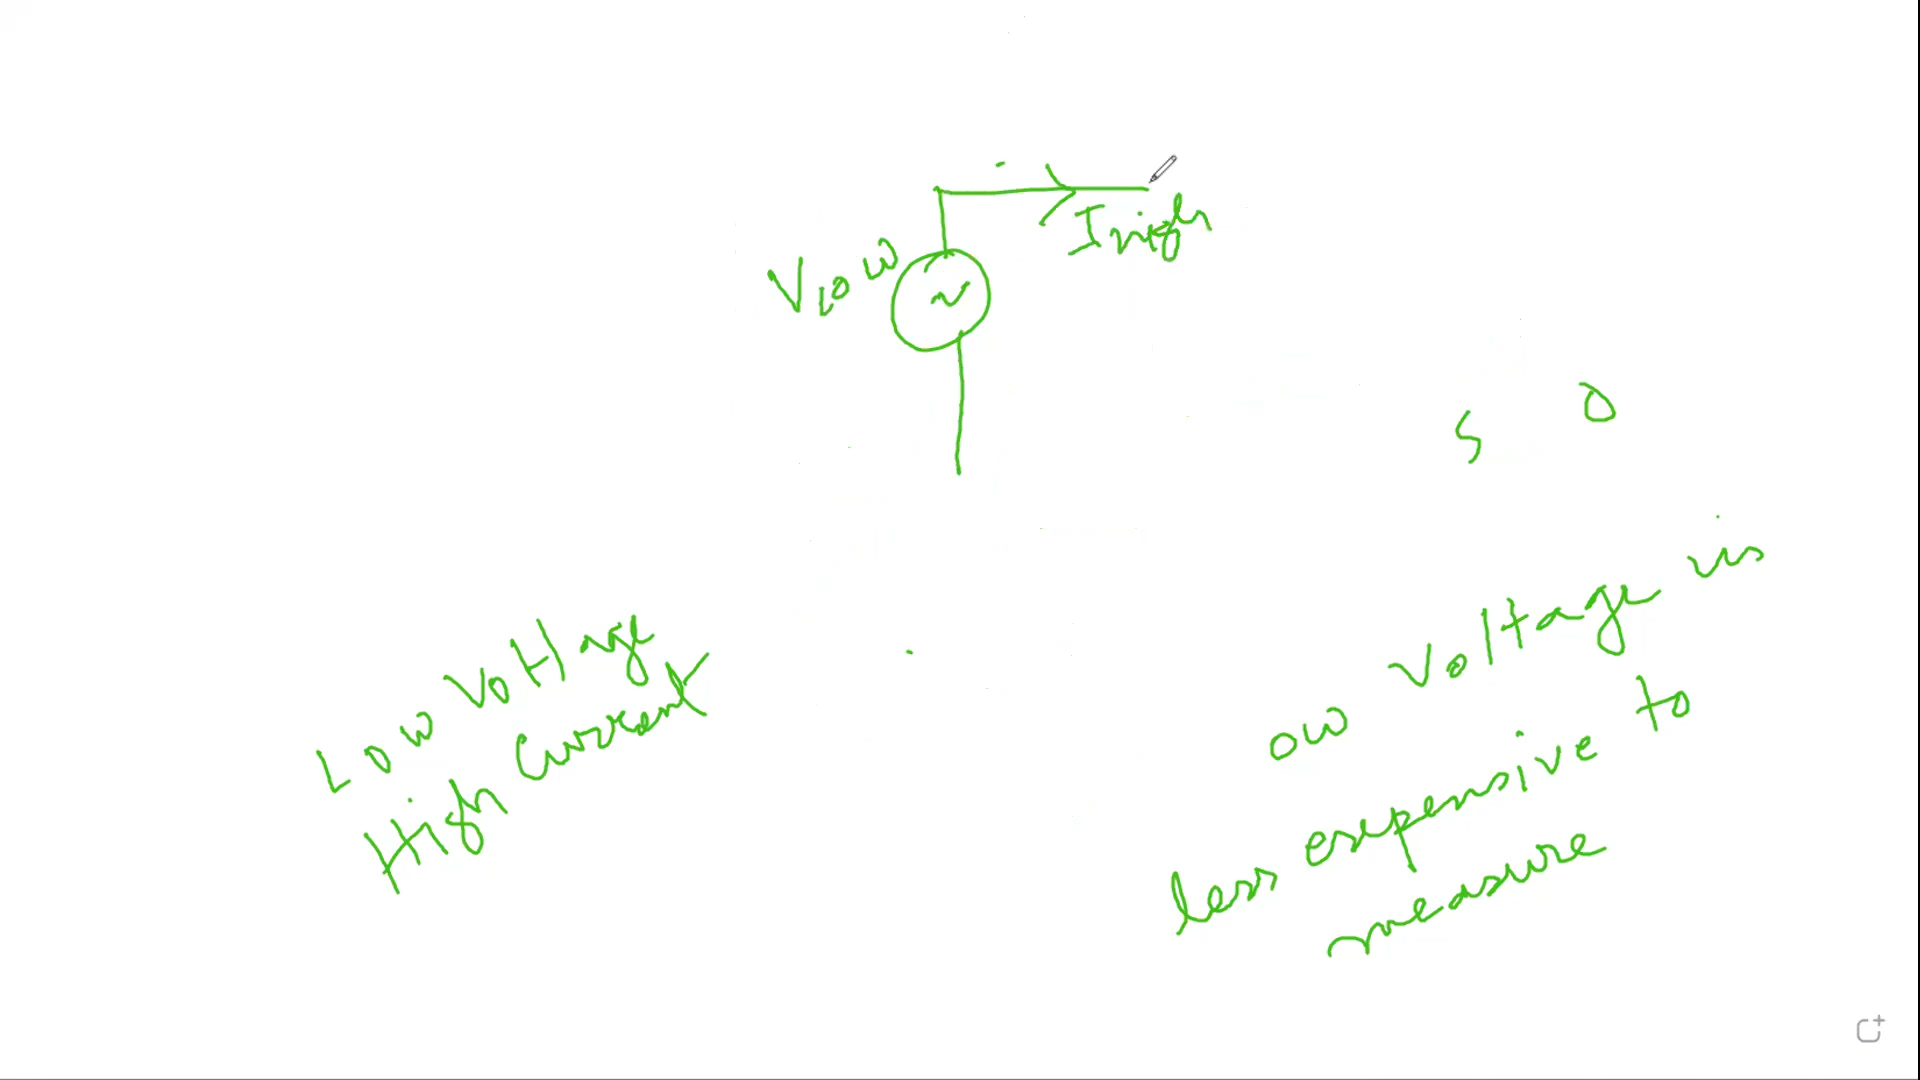 Ihigh
Vlow
~
S O
Low Voltage
High Current
ow Voltage is
less expensive to
measure